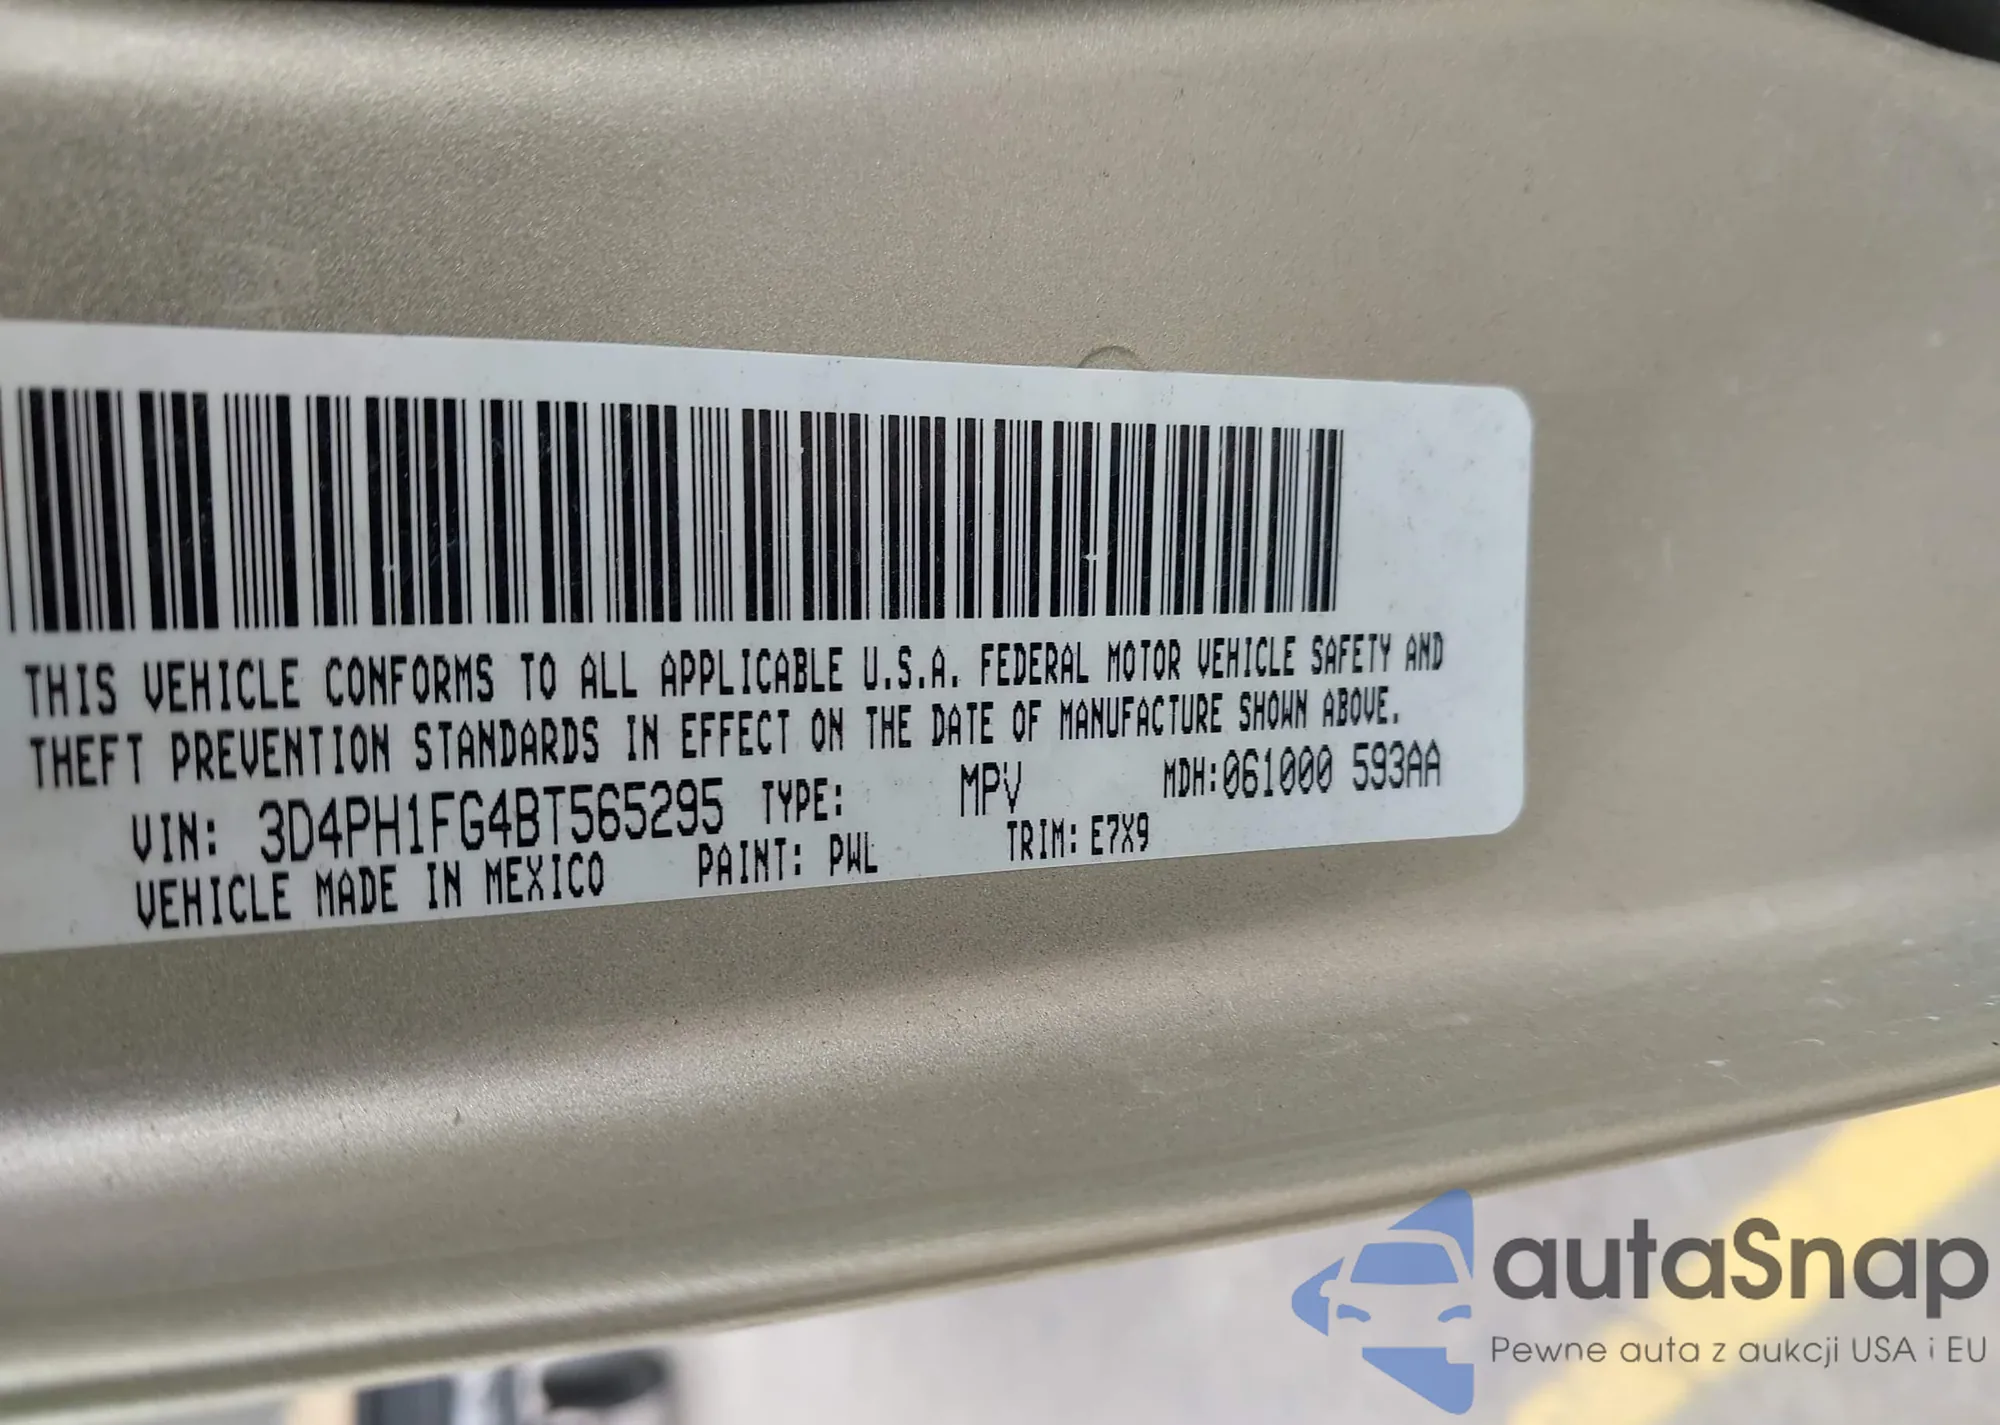 THIS VEHICLE CONFORMS TO ALL APPLICABLE U.S.A. FEDERAL MOTOR VEHICLE SAFETY AND
THEFT PREVENTION STANDARDS IN EFFECT ON THE DATE OF MANUFACTURE SHOWN ABOVE.
VIN: 3D4PH1FG4BT565295 TYPE: MPV MDH:061000 593AA
VEHICLE MADE IN MEXICO PAINT: PWL TRIM: E7X9
autaSnap
Pewne auta z aukcji USA i EU